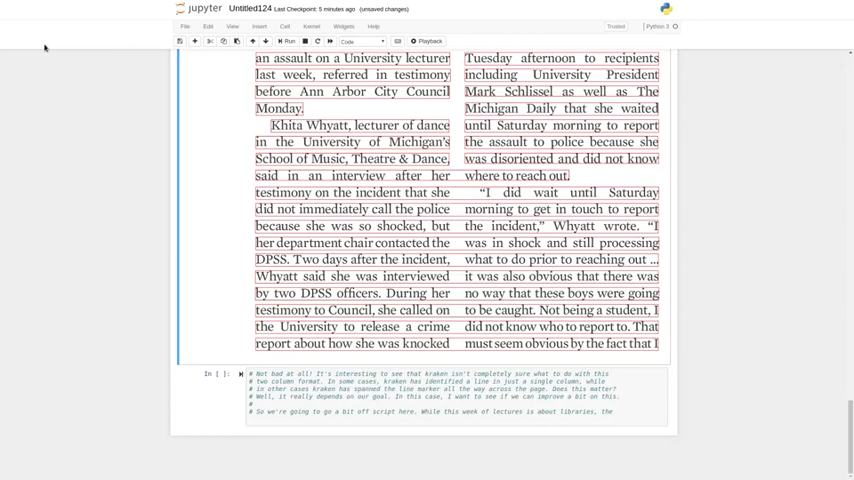 jupyter Untitled124 Last Checkpoint: 5 minutes ago (unsaved changes)
File Edit View Insert Cell Kernel Widgets Help Trusted Python 3
Run Code Playback
an assault on a University lecturer
last week, referred in testimony
before Ann Arbor City Council
Monday.
Khita Whyatt, lecturer of dance
in the University of Michigan's
School of Music, Theatre & Dance,
said in an interview after her
testimony on the incident that she
did not immediately call the police
because she was so shocked, but
her department chair contacted the
DPSS. Two days after the incident,
Whyatt said she was interviewed
by two DPSS officers. During her
testimony to Council, she called on
the University to release a crime
report about how she was knocked
Tuesday afternoon to recipients
including University President
Mark Schlissel as well as The
Michigan Daily that she waited
until Saturday morning to report
the assault to police because she
was disoriented and did not know
where to reach out.
“I did wait until Saturday
morning to get in touch to report
the incident,” Whyatt wrote. “I
was in shock and still processing
what to do prior to reaching out ...
it was also obvious that there was
no way that these boys were going
to be caught. Not being a student, I
did not know who to report to. That
must seem obvious by the fact that I
In [ ]:
# Not bad at all! It's interesting to see that kraken isn't completely sure what to do with this
# two column format. In some cases, kraken has identified a line in just a single column, while
# in other cases kraken has spanned the line marker all the way across the page. Does this matter?
# Well, it really depends on our goal. In this case, I want to see if we can improve a bit on this.
#
# So we're going to go a bit off script here. While this week of lectures is about libraries, the